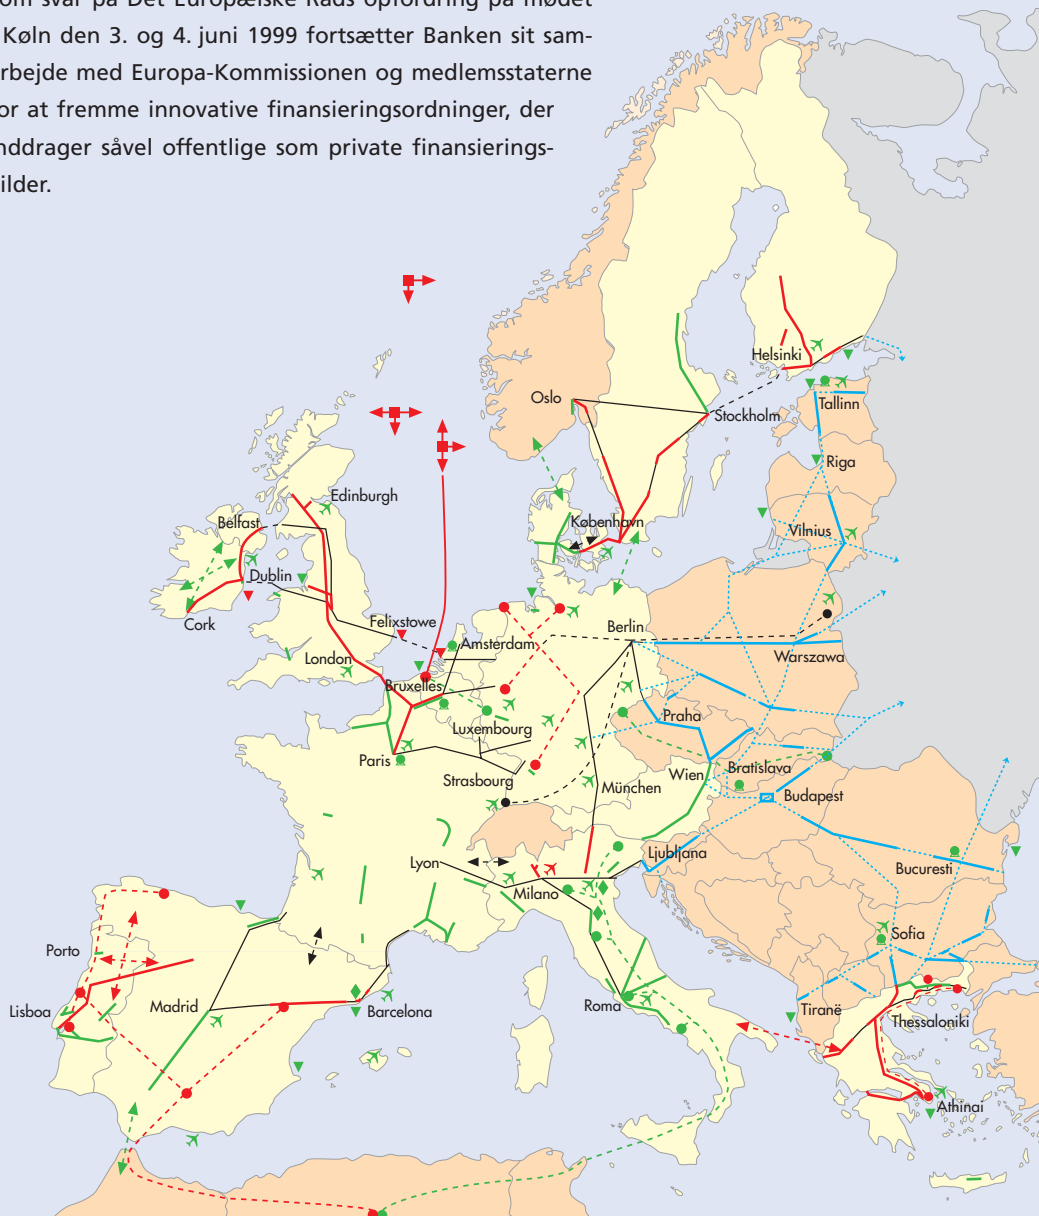 om svar på Det Europæiske Råds opfordring på mødet
Køln den 3. og 4. juni 1999 fortsætter Banken sit sam-
rbejde med Europa-Kommissionen og medlemsstaterne
or at fremme innovative finansieringsordninger, der
nddrager såvel offentlige som private finansierings-
ilder.
Helsinki
Oslo
Stockholm
Tallinn
Riga
Edinburgh
Belfast
København
Vilnius
Dublin
Cork
Felixstowe
Berlin
Amsterdam
London
Warszawa
Bruxelles
Praha
Luxembourg
Paris
Strasbourg
Wien
Bratislava
München
Budapest
Lyon
Ljubljana
Milano
Bucuresti
Sofia
Porto
Lisboa
Madrid
Barcelona
Roma
Tiranë
Thessaloniki
Athinai